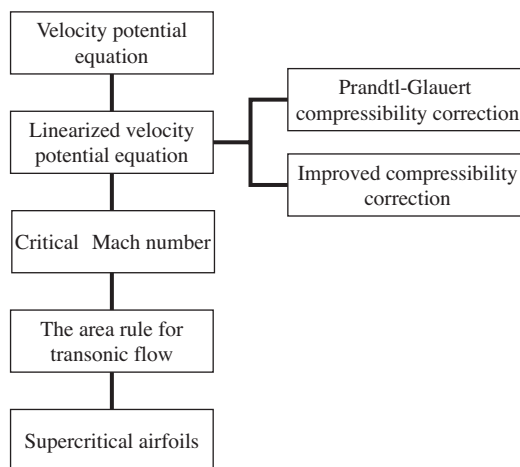 Velocity potential
equation
Linearized velocity
potential equation
Prandtl-Glauert
compressibility correction
Improved compressibility
correction
Critical Mach number
The area rule for
transonic flow
Supercritical airfoils